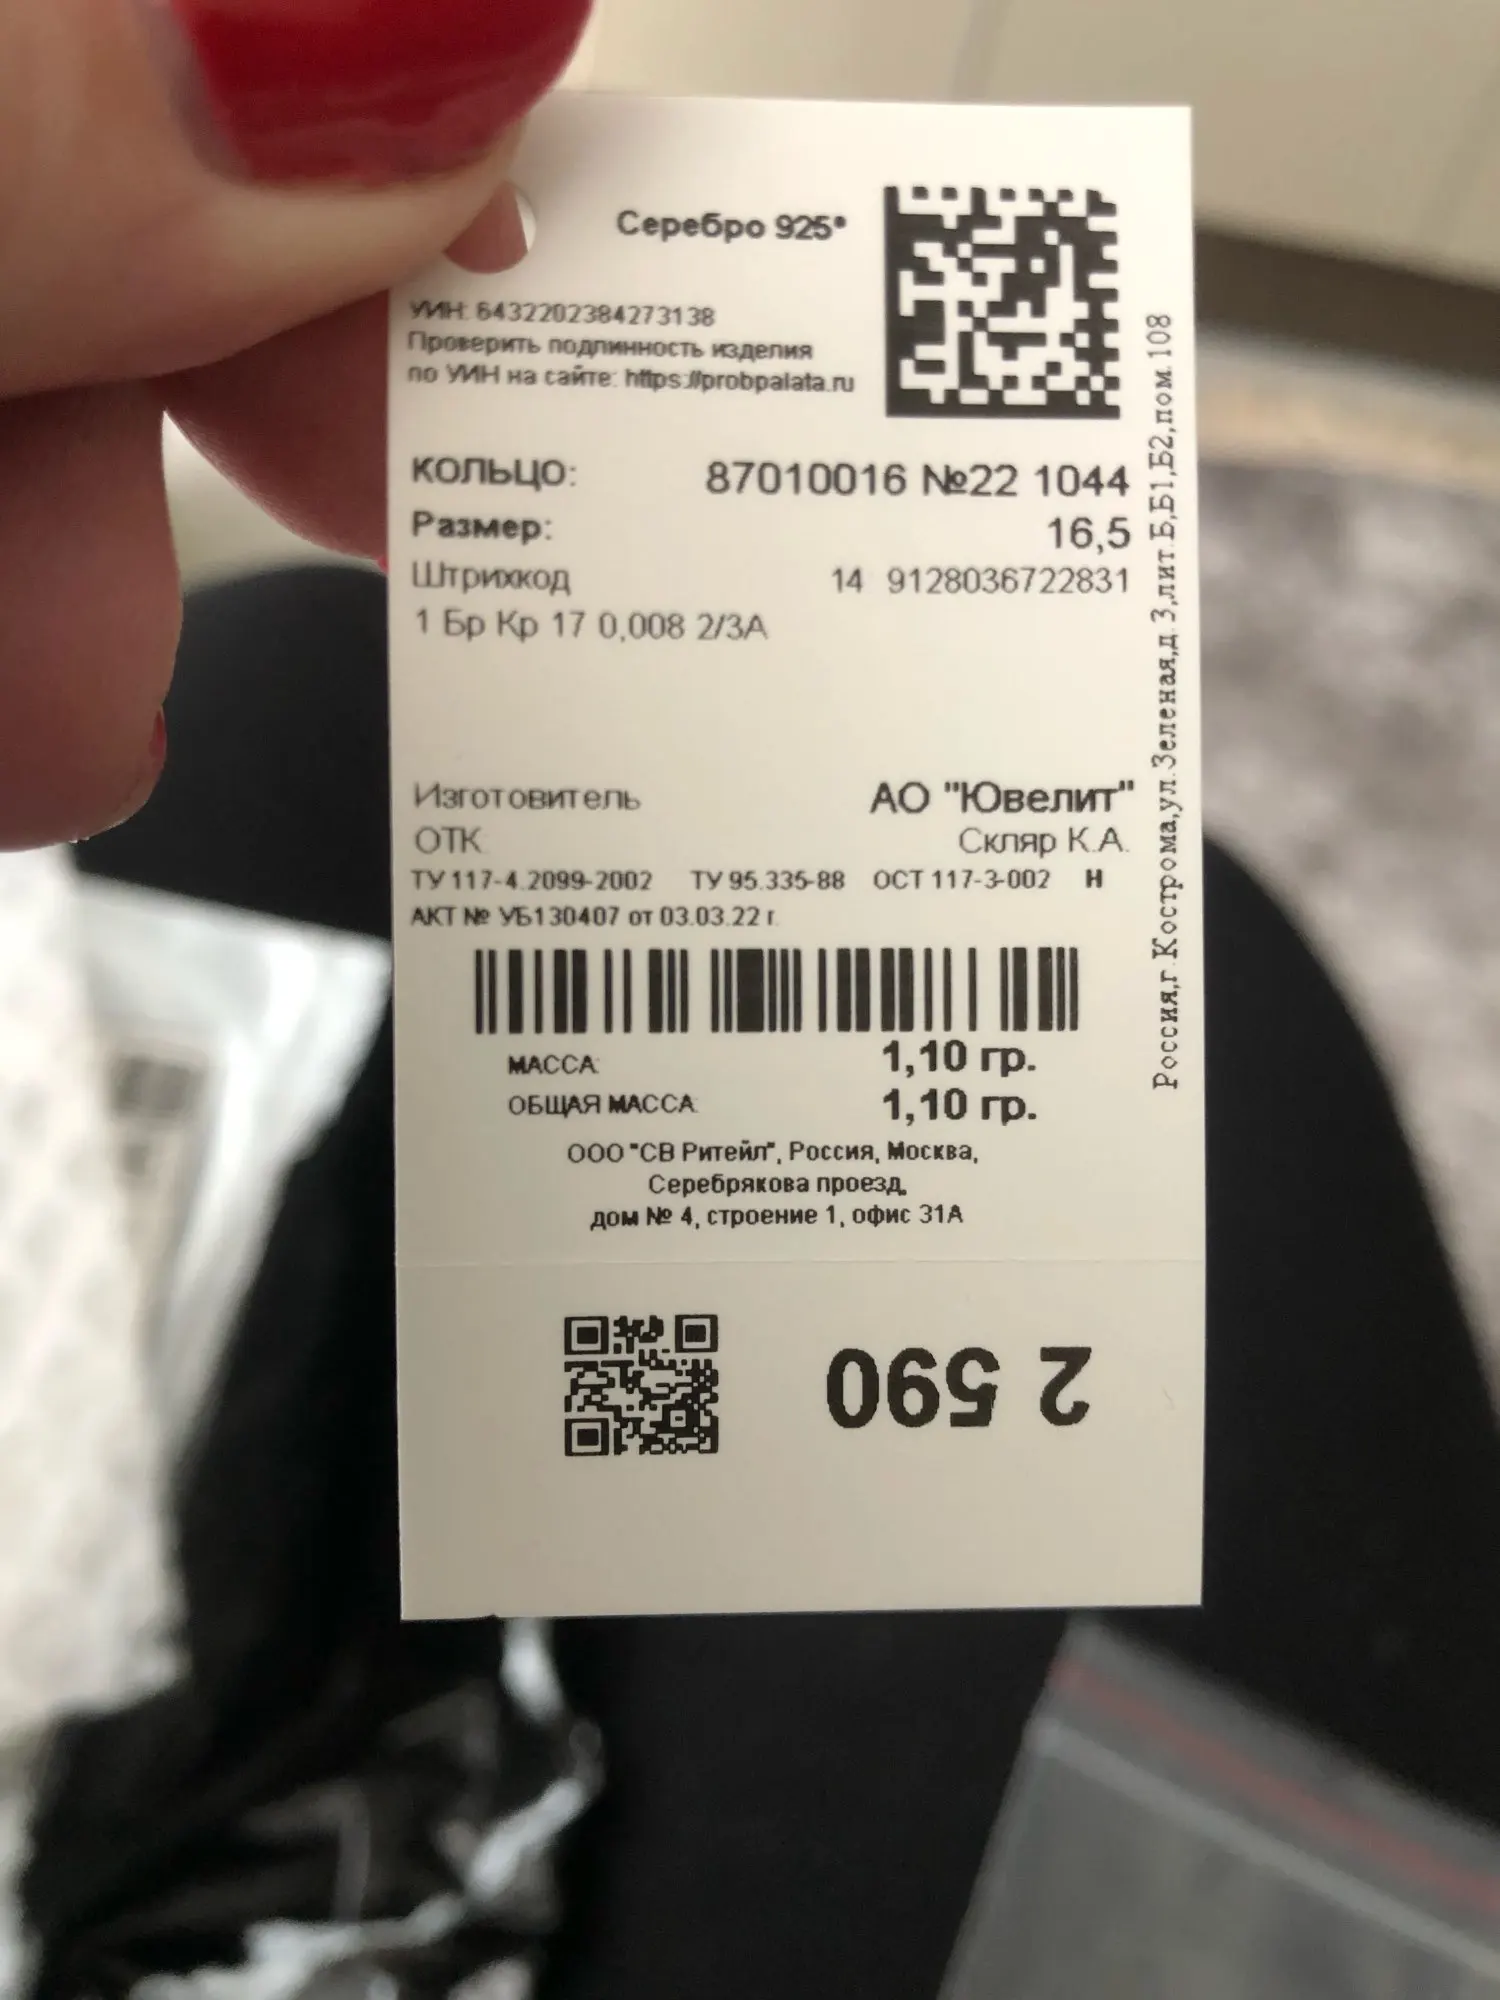 Серебро 925*
УИН: 6432202384273138
Проверить подлинность изделия
по УИН на сайте: https://probpalata.ru
КОЛЬЦО: 87010016 №22 1044
Размер: 16,5
Штрихкод 14 9128036722831
1 Бр Кр 17 0,008 2/3А
Изготовитель АО "Ювелит"
ОТК Скляр К.А.
ТУ 117-4.2099-2002 ТУ 95.335-88 ОСТ 117-3-002 Н
АКТ № УБ130407 от 03.03.22 г.
МАССА: 1,10 гр.
ОБЩАЯ МАССА: 1,10 гр.
ООО "СВ Ритейл", Россия, Москва,
Серебрякова проезд,
дом № 4, строение 1, офис 31А
2 590
Россия,г. Кострома,ул. Зеленая,д. 3,лит. Б,Б1,Б2,пом. 108